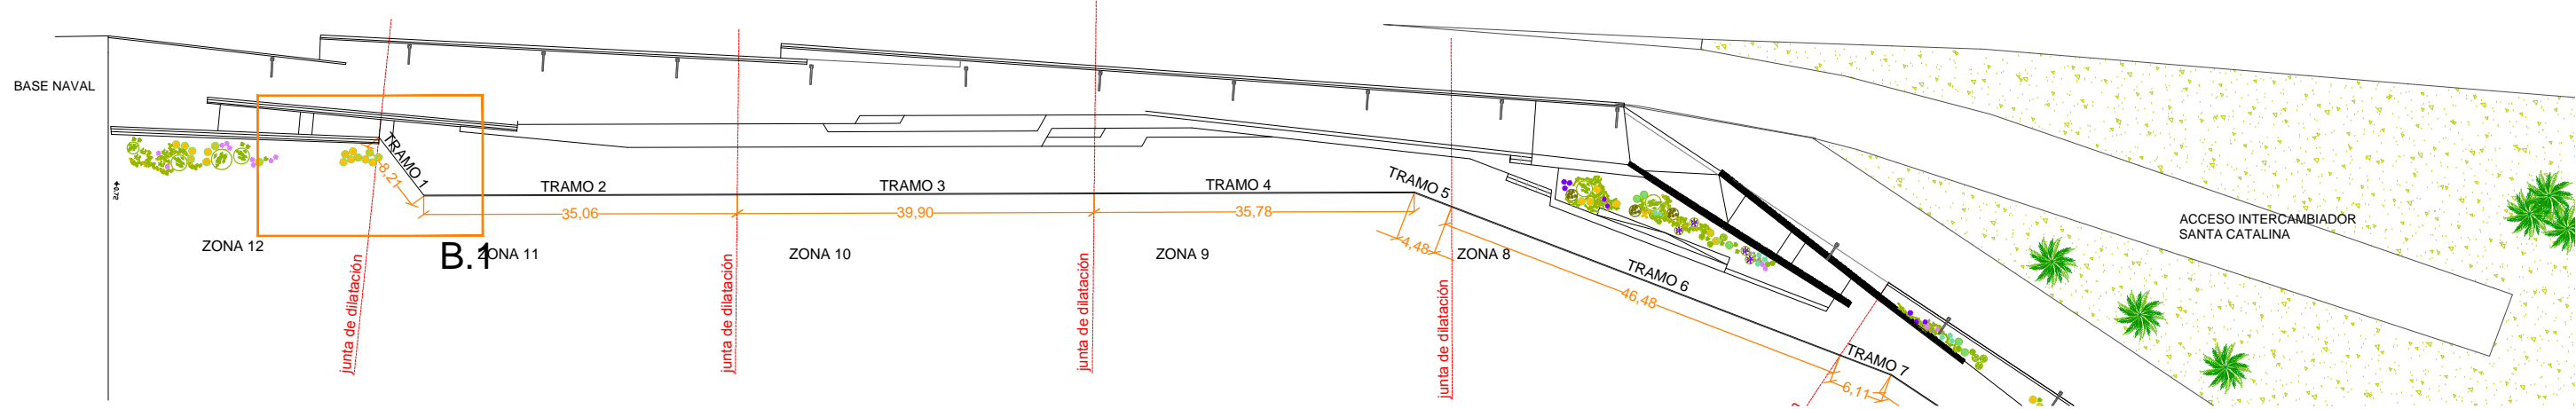 BASE NAVAL
TRAMO 1
8,21
TRAMO 2
35,06
TRAMO 3
39,90
TRAMO 4
35,78
TRAMO 5
4,48
TRAMO 6
46,48
TRAMO 7
6,11
ZONA 12
B.1
ZONA 11
ZONA 10
ZONA 9
ZONA 8
junta de dilatación
junta de dilatación
junta de dilatación
junta de dilatación
ACCESO INTERCAMBIADOR
SANTA CATALINA